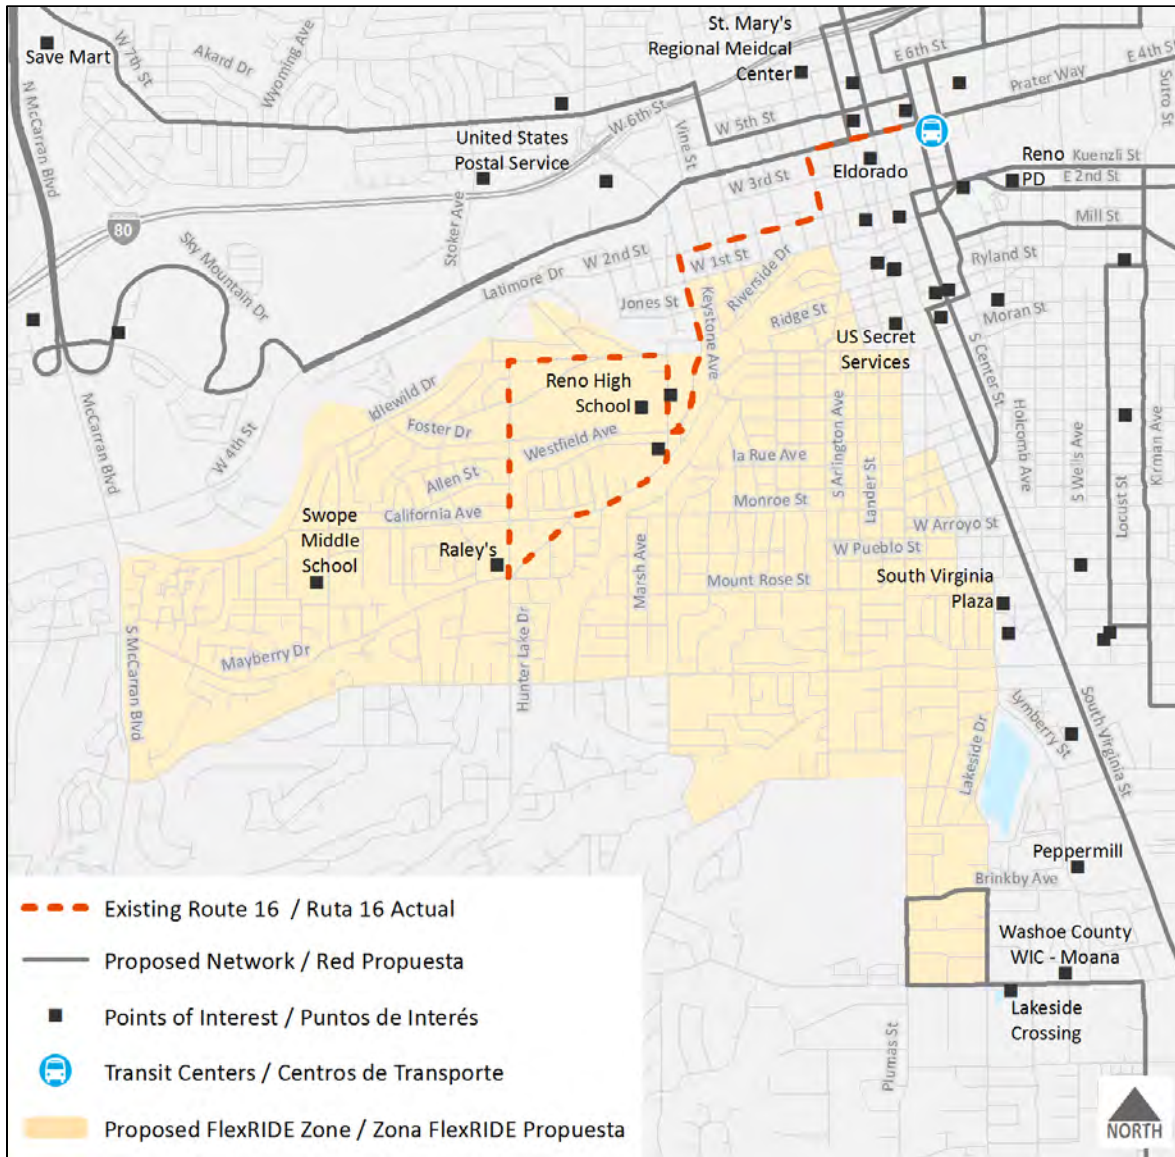 Save Mart
W 7th St
Akard Dr
Wyoming Ave
N McCarran Blvd
St. Mary's
Regional Meidcal
Center
E 6th St
E 4th St
Prater Way
Sutro St
W 6th St
W 5th St
Vine St
United States
Postal Service
Stoker Ave
W 3rd St
Eldorado
Reno
PD
Kuenzli St
E 2nd St
Mill St
Ryland St
Moran St
80
Sky Mountain Dr
Latimore Dr
W 2nd St
W 1st St
Jones St
Keystone Ave
Riverside Dr
Ridge St
US Secret
Services
S Center St
Holcomb Ave
S Wells Ave
Locust St
Kirman Ave
McCarran Blvd
W 4th St
Idlewild Dr
Foster Dr
Reno High
School
Westfield Ave
Allen St
California Ave
la Rue Ave
Monroe St
S Arlington Ave
Lander St
W Arroyo St
W Pueblo St
Swope
Middle
School
Raley's
Marsh Ave
Mount Rose St
South Virginia
Plaza
S McCarran Blvd
Mayberry Dr
Hunter Lake Dr
Lakeside Dr
Lymberry St
South Virginia St
Peppermill
Brinkby Ave
Washoe County
WIC - Moana
Lakeside
Crossing
Plumas St
Existing Route 16 / Ruta 16 Actual
Proposed Network / Red Propuesta
Points of Interest / Puntos de Interés
Transit Centers / Centros de Transporte
Proposed FlexRIDE Zone / Zona FlexRIDE Propuesta
NORTH